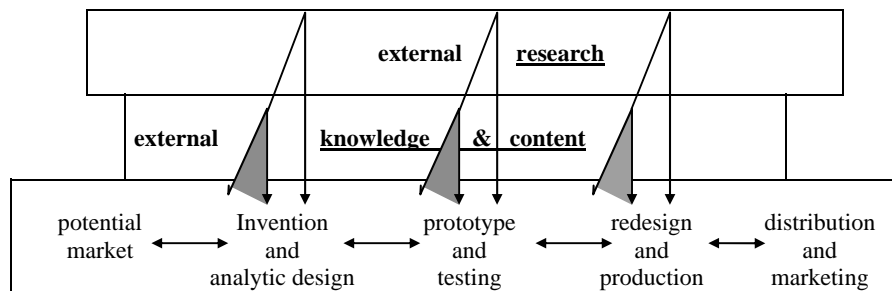 external research
external knowledge & content
potential market
Invention and analytic design
prototype and testing
redesign and production
distribution and marketing